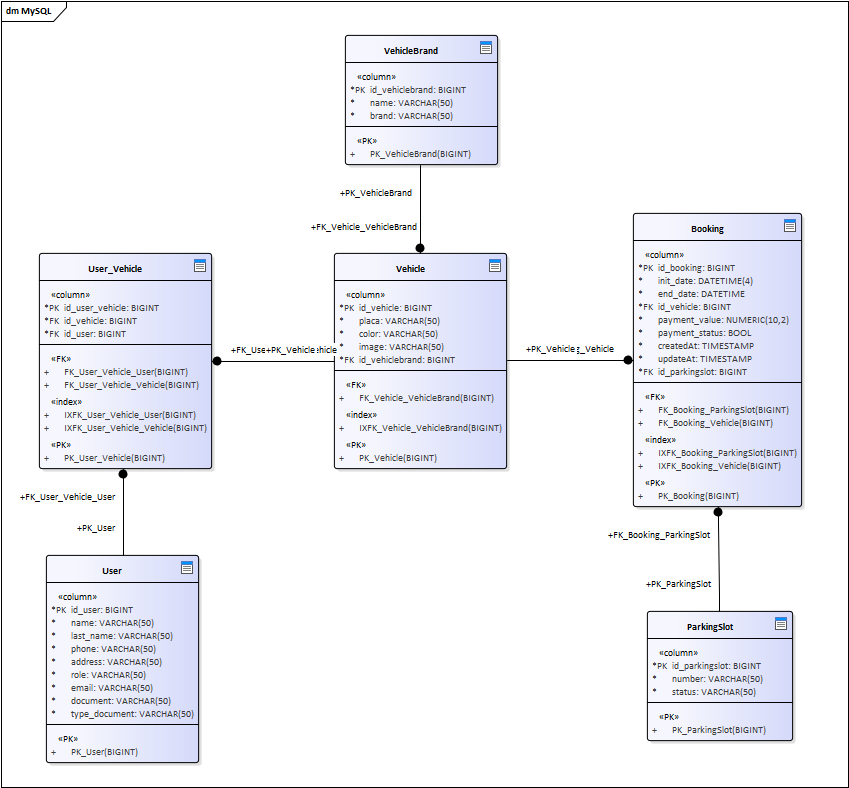 dm MySQL
VehicleBrand
«column»
*PK id_vehiclebrand: BIGINT
* name: VARCHAR(50)
* brand: VARCHAR(50)
«PK»
+ PK_VehicleBrand(BIGINT)
+PK_VehicleBrand
+FK_Vehicle_VehicleBrand
User_Vehicle
«column»
*PK id_user_vehicle: BIGINT
*FK id_vehicle: BIGINT
*FK id_user: BIGINT
«FK»
+ FK_User_Vehicle_User(BIGINT)
+ FK_User_Vehicle_Vehicle(BIGINT)
«index»
+ IXFK_User_Vehicle_User(BIGINT)
+ IXFK_User_Vehicle_Vehicle(BIGINT)
«PK»
+ PK_User_Vehicle(BIGINT)
+FK_Use+PK_Vehicle
Vehicle
«column»
*PK id_vehicle: BIGINT
* placa: VARCHAR(50)
* color: VARCHAR(50)
* image: VARCHAR(50)
*FK id_vehiclebrand: BIGINT
«FK»
+ FK_Vehicle_VehicleBrand(BIGINT)
«index»
+ IXFK_Vehicle_VehicleBrand(BIGINT)
«PK»
+ PK_Vehicle(BIGINT)
+PK_Vehicle _Vehicle
Booking
«column»
*PK id_booking: BIGINT
* init_date: DATETIME(4)
* end_date: DATETIME
*FK id_vehicle: BIGINT
* payment_value: NUMERIC(10,2)
* payment_status: BOOL
* createdAt: TIMESTAMP
* updateAt: TIMESTAMP
*FK id_parkingslot: BIGINT
«FK»
+ FK_Booking_ParkingSlot(BIGINT)
+ FK_Booking_Vehicle(BIGINT)
«index»
+ IXFK_Booking_ParkingSlot(BIGINT)
+ IXFK_Booking_Vehicle(BIGINT)
«PK»
+ PK_Booking(BIGINT)
+FK_User_Vehicle_User
+PK_User
User
«column»
*PK id_user: BIGINT
* name: VARCHAR(50)
* last_name: VARCHAR(50)
* phone: VARCHAR(50)
* address: VARCHAR(50)
* role: VARCHAR(50)
* email: VARCHAR(50)
* document: VARCHAR(50)
* type_document: VARCHAR(50)
«PK»
+ PK_User(BIGINT)
+FK_Booking_ParkingSlot
+PK_ParkingSlot
ParkingSlot
«column»
*PK id_parkingslot: BIGINT
* number: VARCHAR(50)
* status: VARCHAR(50)
«PK»
+ PK_ParkingSlot(BIGINT)